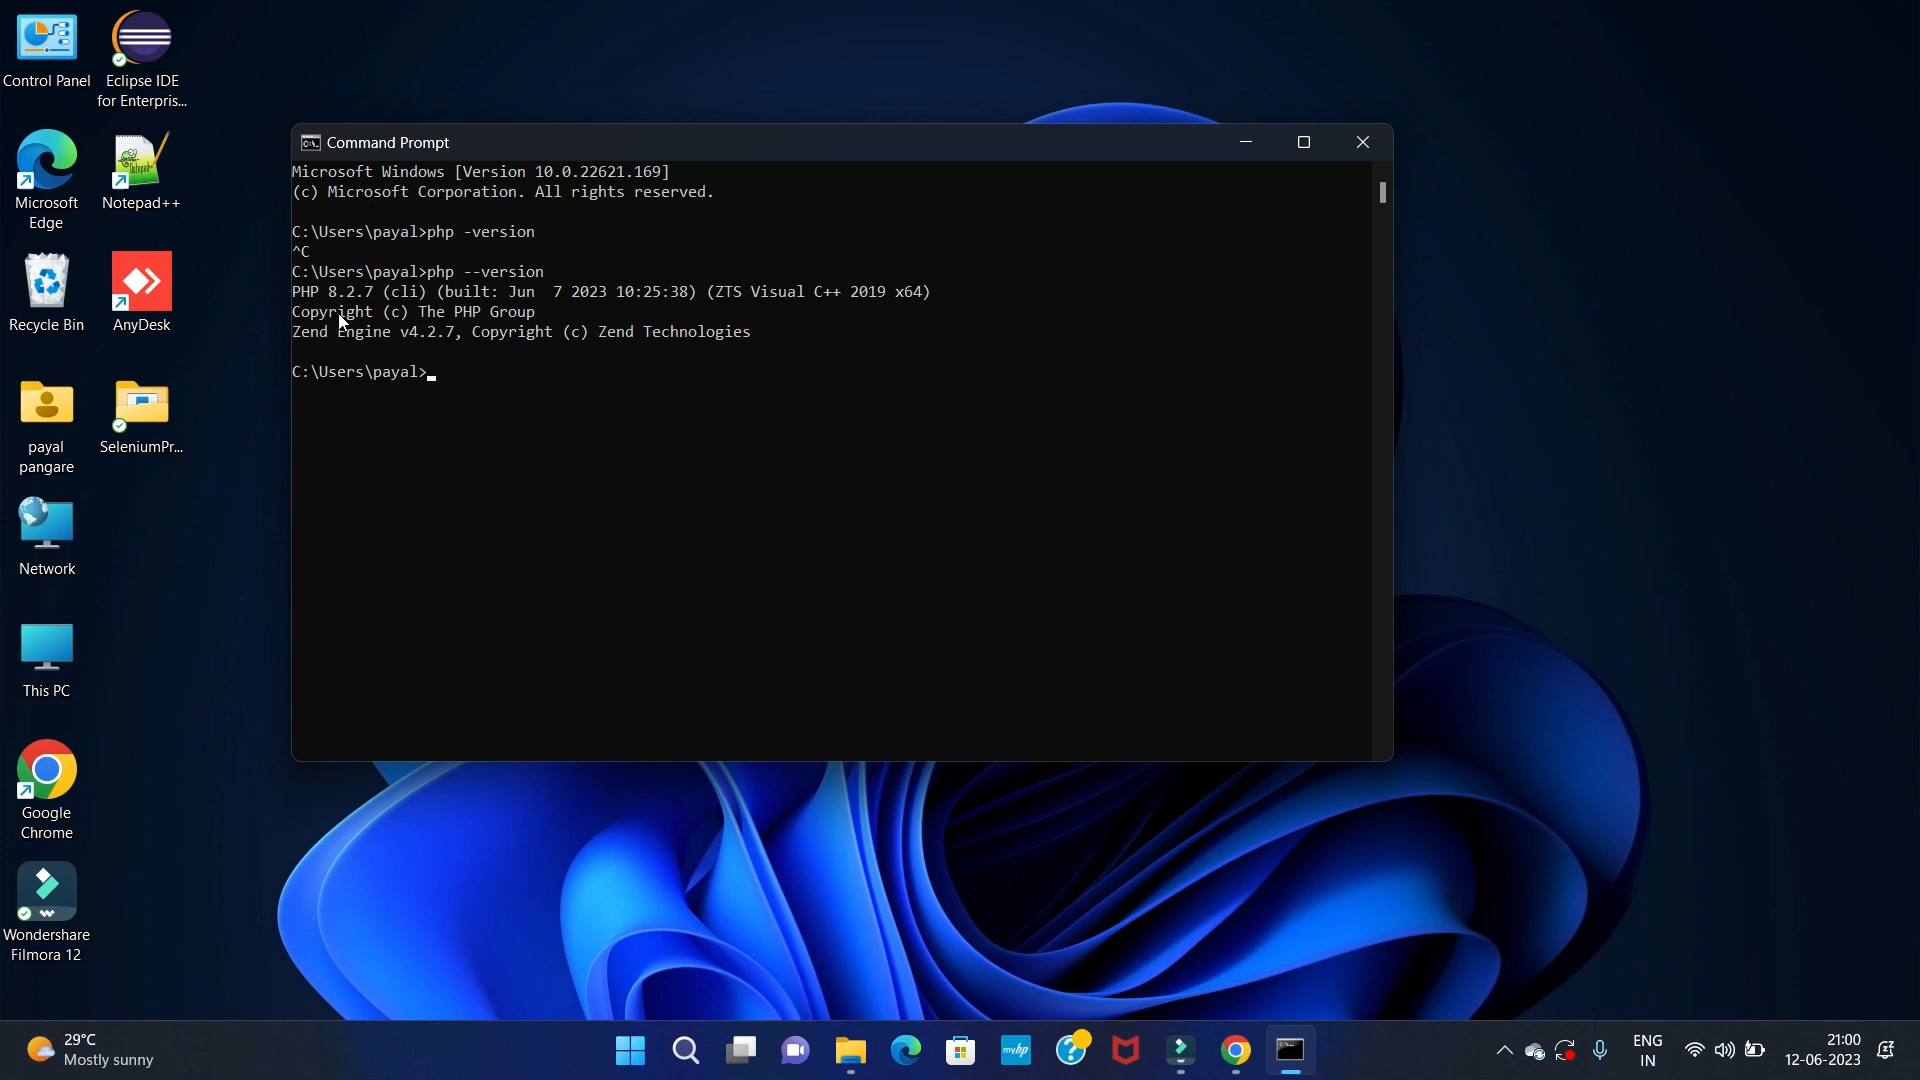 Control Panel
Eclipse IDE
for Enterpris...
Microsoft
Edge
Notepad++
Recycle Bin
AnyDesk
payal
pangare
SeleniumPr...
Network
This PC
Google
Chrome
Wondershare
Filmora 12
Command Prompt
Microsoft Windows [Version 10.0.22621.169]
(c) Microsoft Corporation. All rights reserved.
C:\Users\payal>php -version
^C
C:\Users\payal>php --version
PHP 8.2.7 (cli) (built: Jun  7 2023 10:25:38) (ZTS Visual C++ 2019 x64)
Copyright (c) The PHP Group
Zend Engine v4.2.7, Copyright (c) Zend Technologies
C:\Users\payal>
29°C
Mostly sunny
myhp
ENG
IN
21:00
12-06-2023